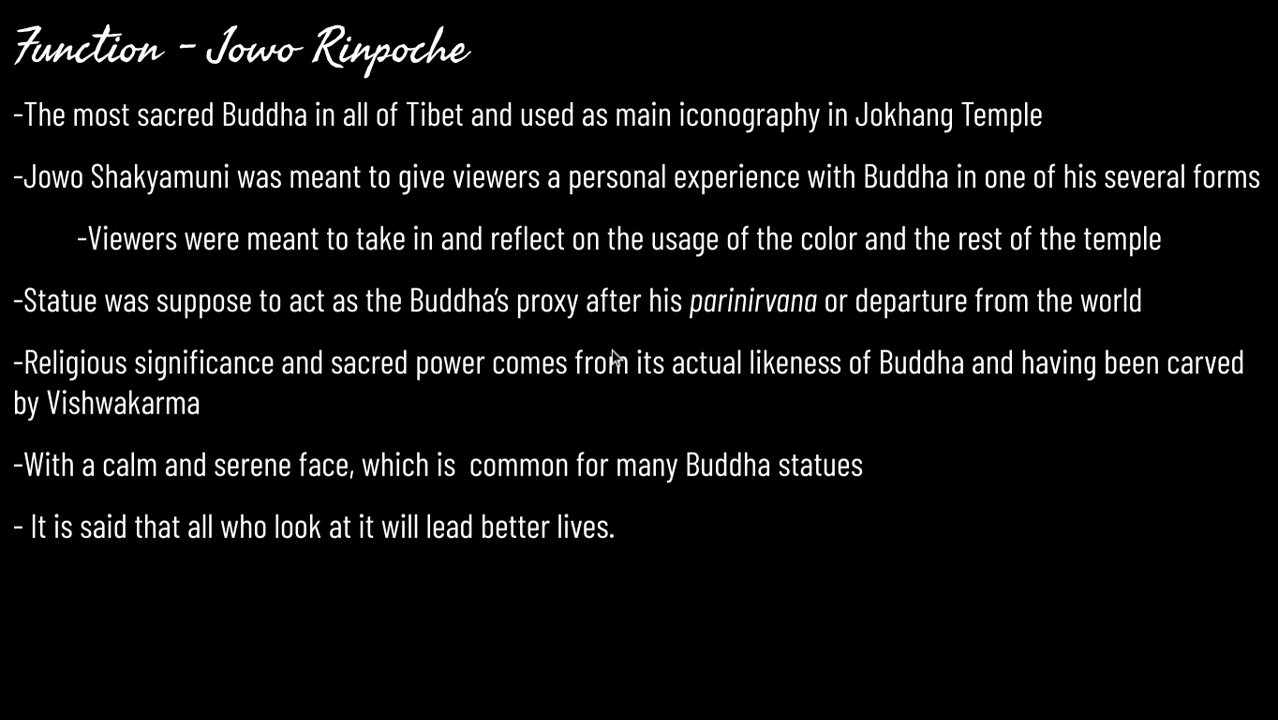 Function - Jowo Rinpoche
-The most sacred Buddha in all of Tibet and used as main iconography in Jokhang Temple
-Jowo Shakyamuni was meant to give viewers a personal experience with Buddha in one of his several forms
-Viewers were meant to take in and reflect on the usage of the color and the rest of the temple
-Statue was suppose to act as the Buddha’s proxy after his parinirvana or departure from the world
-Religious significance and sacred power comes from its actual likeness of Buddha and having been carved
by Vishwakarma
-With a calm and serene face, which is  common for many Buddha statues
- It is said that all who look at it will lead better lives.